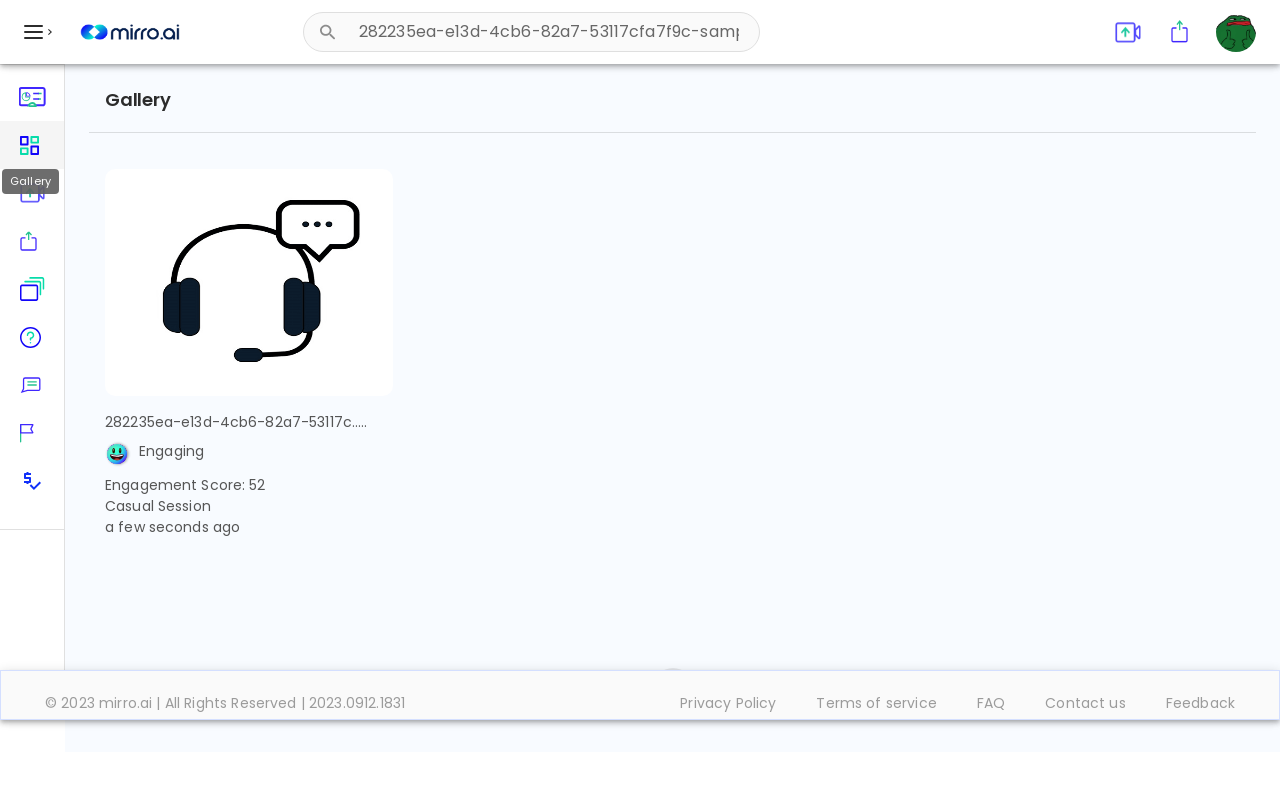 mirro.ai
282235ea-e13d-4cb6-82a7-53117cfa7f9c-samp
Gallery
Gallery
282235ea-e13d-4cb6-82a7-53117c.....
Engaging
Engagement Score: 52
Casual Session
a few seconds ago
© 2023 mirro.ai | All Rights Reserved | 2023.0912.1831
Privacy Policy
Terms of service
FAQ
Contact us
Feedback